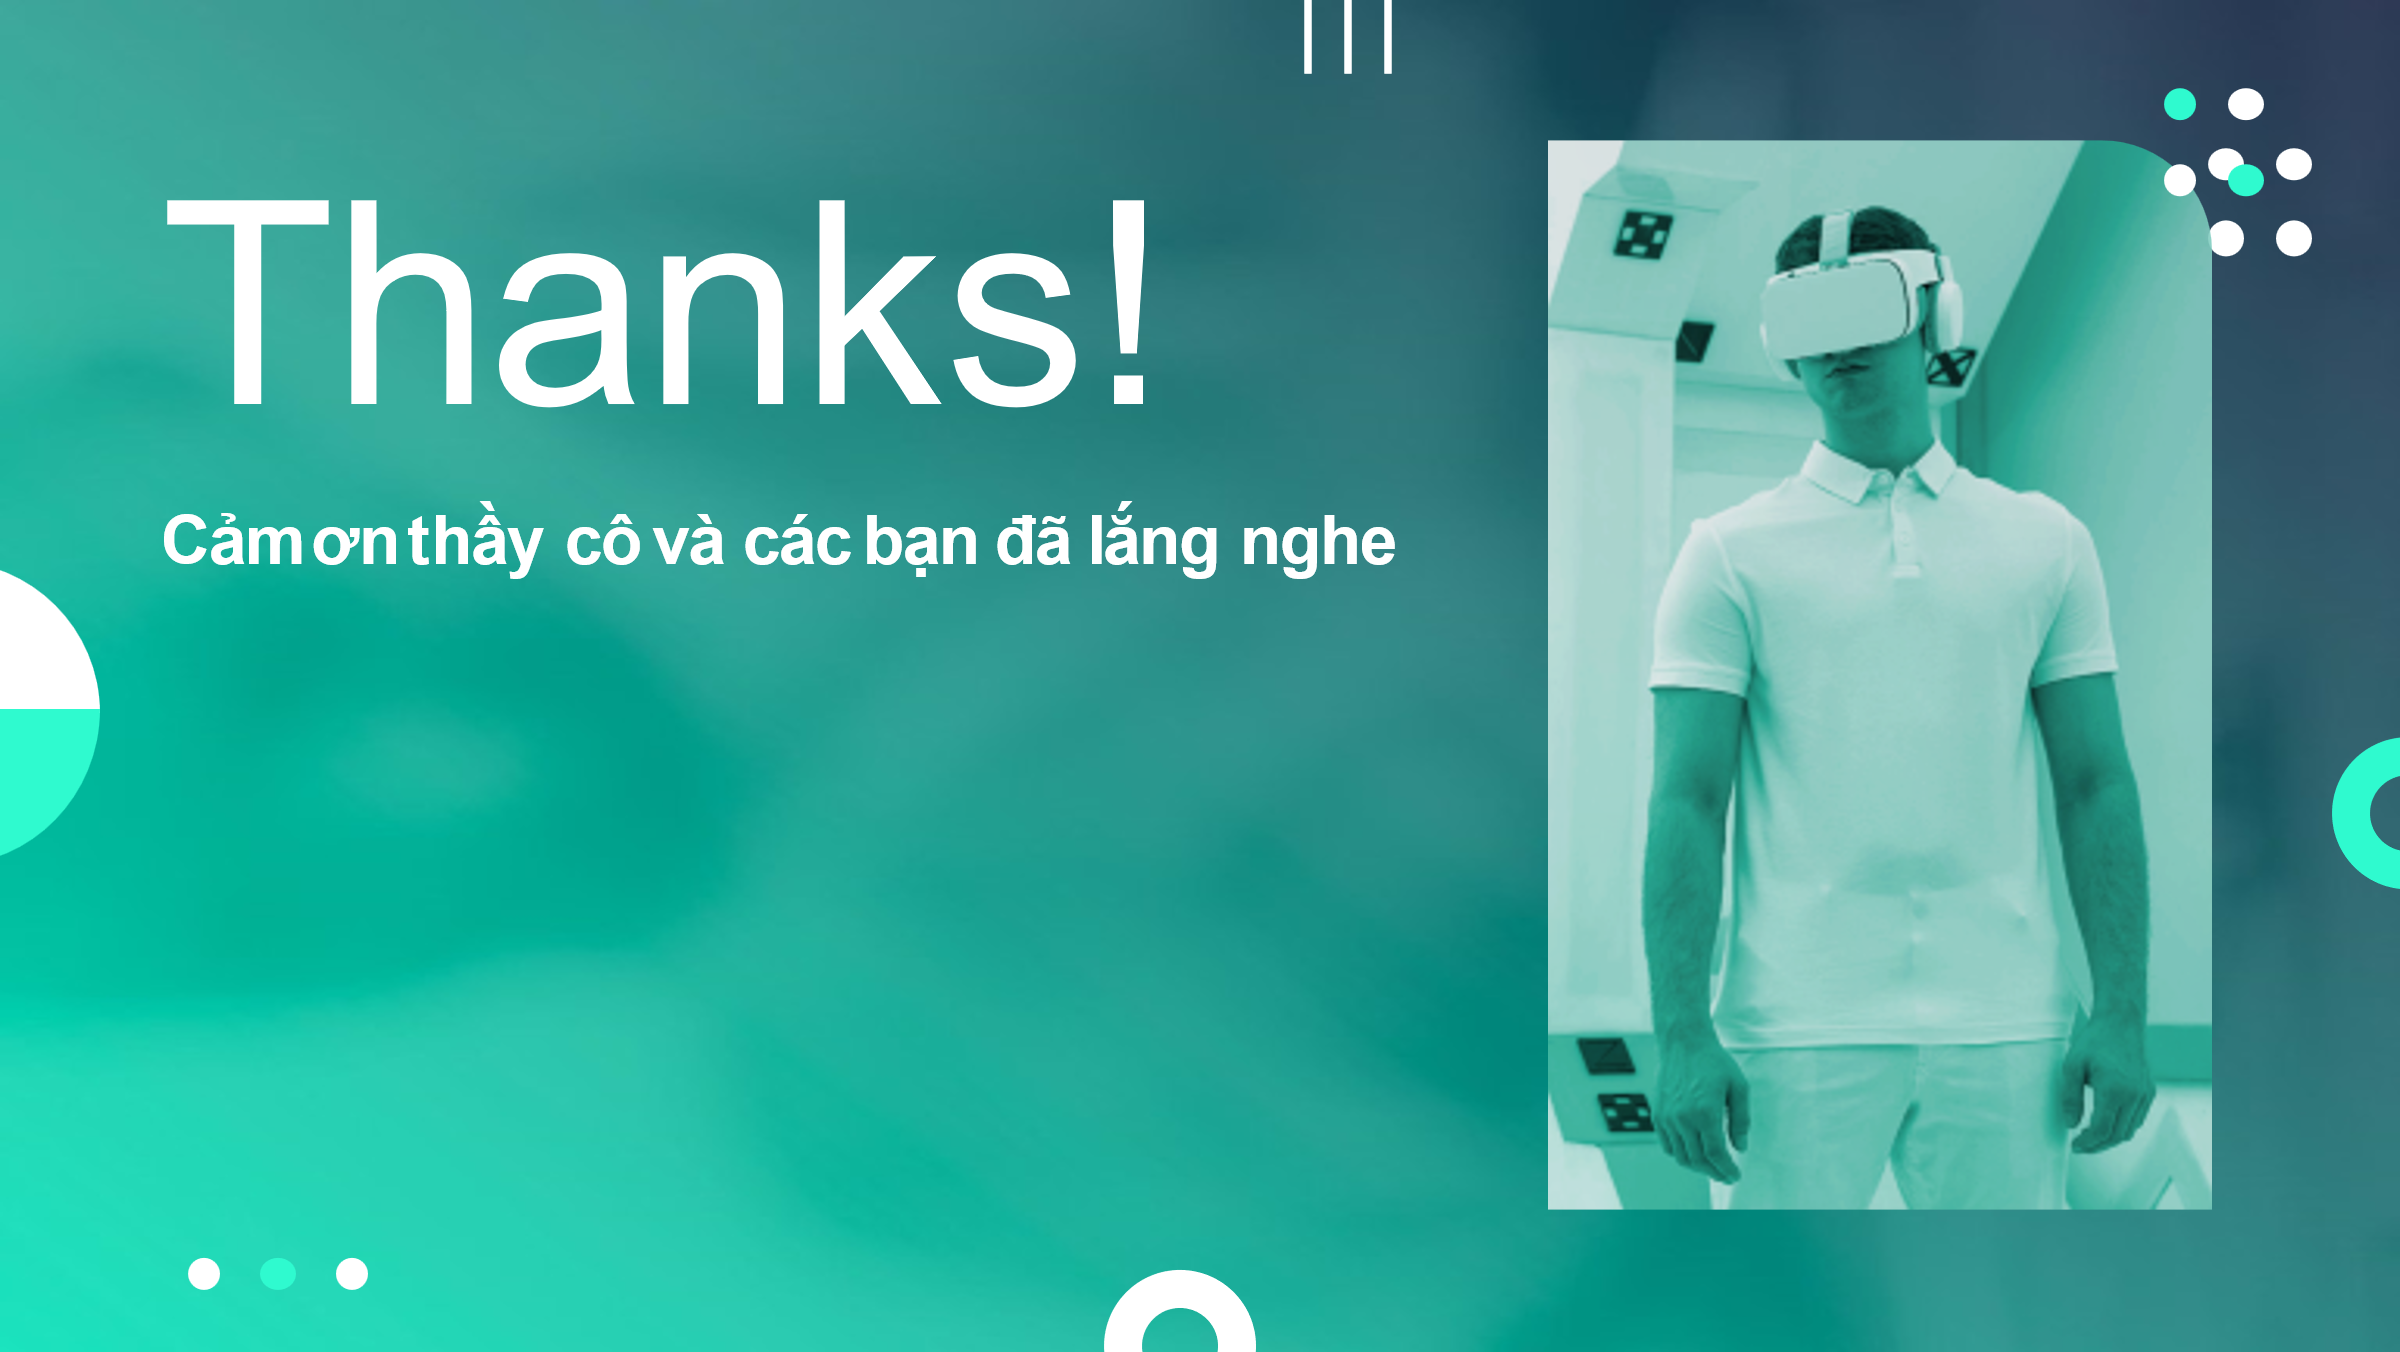 Thanks!
Cảm ơn thầy cô và các bạn đã lắng nghe